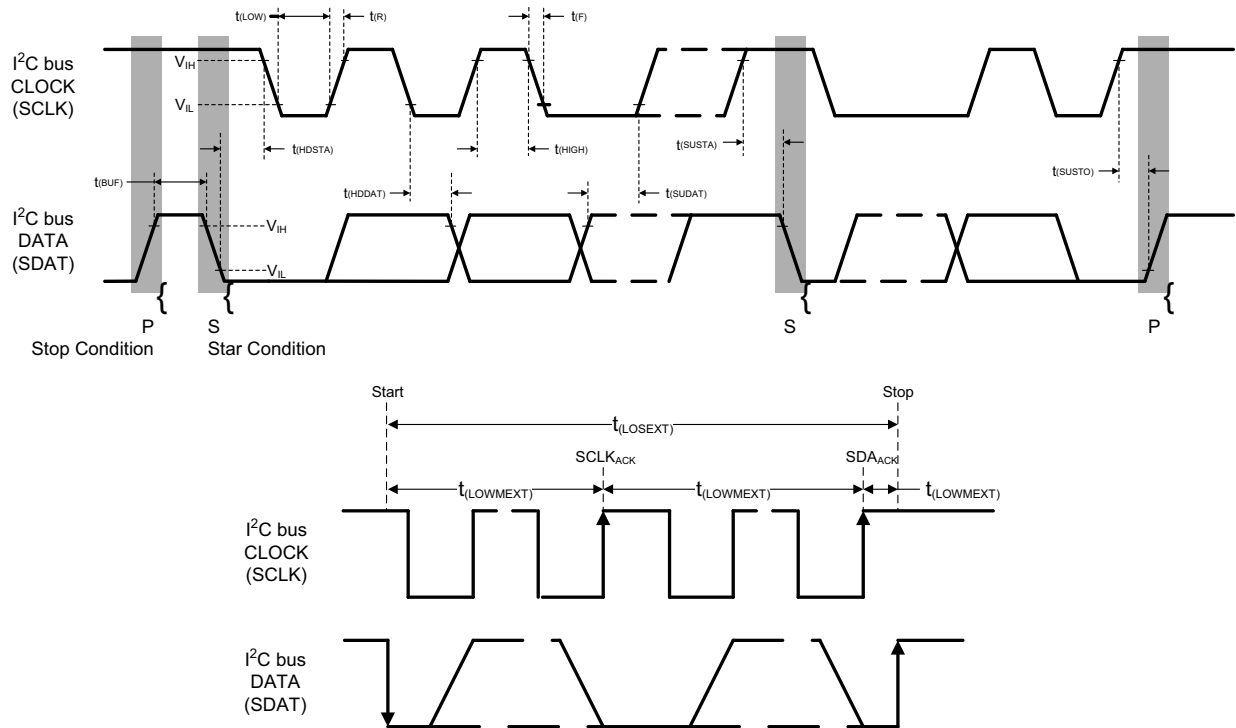 t(LOW)
t(R)
t(F)
I²C bus
CLOCK
(SCLK)
VIH
VIL
t(HDSTA)
t(HIGH)
t(SUSTA)
t(SUSTO)
t(BUF)
t(HDDAT)
t(SUDAT)
I²C bus
DATA
(SDAT)
VIH
VIL
{ { { {
P S S P
Stop Condition Star Condition
Start Stop
t(LOSEXT)
SCLKACK SDAACK
t(LOWMEXT) t(LOWMEXT) t(LOWMEXT)
I²C bus
CLOCK
(SCLK)
I²C bus
DATA
(SDAT)